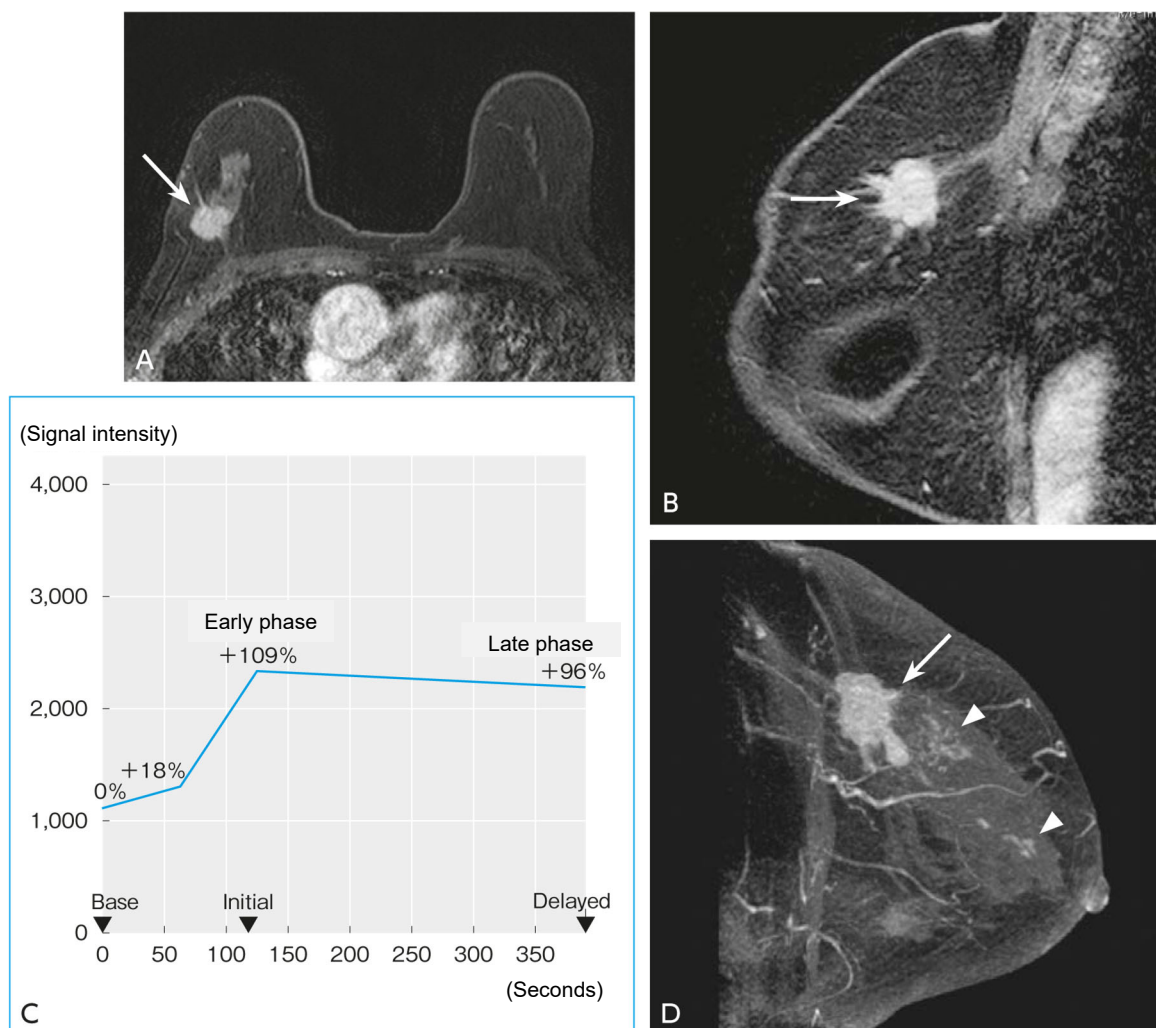 A
B
(Signal intensity)
4,000
3,000
Early phase
+109%
Late phase
+96%
2,000
+18%
0%
1,000
Base
Initial
Delayed
0
0 50 100 150 200 250 300 350
(Seconds)
C
D